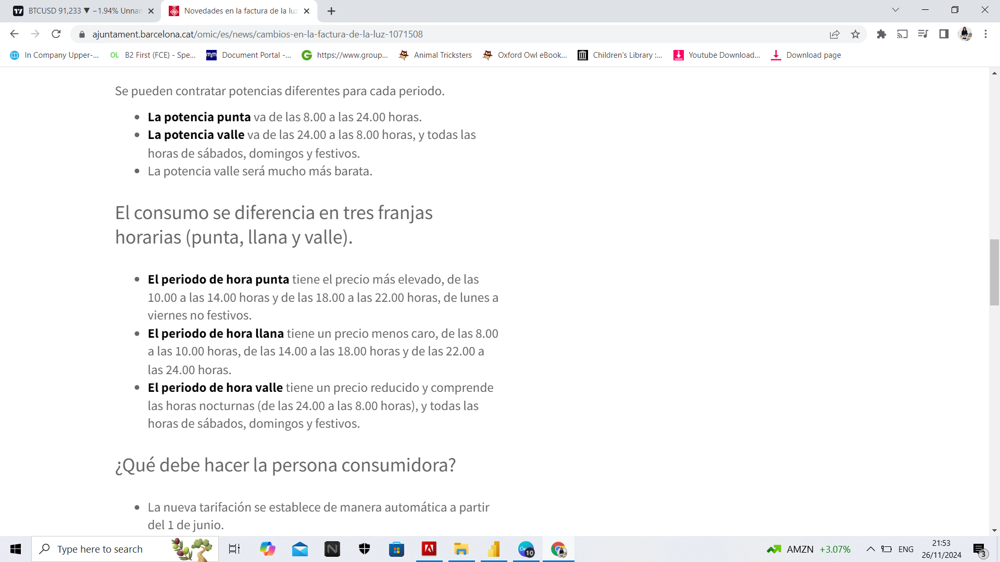 BTCUSD 91,233 ▼ −1.94% Unnan
Novedades en la factura de la luz
ajuntament.barcelona.cat/omic/es/news/cambios-en-la-factura-de-la-luz-1071508
In Company Upper-...
OL B2 First (FCE) - Spe...
mm Document Portal -...
https://www.group...
Animal Tricksters
Oxford Owl eBook...
Children's Library :...
Youtube Download...
Download page
Se pueden contratar potencias diferentes para cada periodo.
La potencia punta va de las 8.00 a las 24.00 horas.
La potencia valle va de las 24.00 a las 8.00 horas, y todas las
horas de sábados, domingos y festivos.
La potencia valle será mucho más barata.
El consumo se diferencia en tres franjas
horarias (punta, llana y valle).
El periodo de hora punta tiene el precio más elevado, de las
10.00 a las 14.00 horas y de las 18.00 a las 22.00 horas, de lunes a
viernes no festivos.
El periodo de hora llana tiene un precio menos caro, de las 8.00
a las 10.00 horas, de las 14.00 a las 18.00 horas y de las 22.00 a
las 24.00 horas.
El periodo de hora valle tiene un precio reducido y comprende
las horas nocturnas (de las 24.00 a las 8.00 horas), y todas las
horas de sábados, domingos y festivos.
¿Qué debe hacer la persona consumidora?
La nueva tarifación se establece de manera automática a partir
del 1 de junio.
Type here to search
10
AMZN +3.07%
ENG
21:53
26/11/2024
3